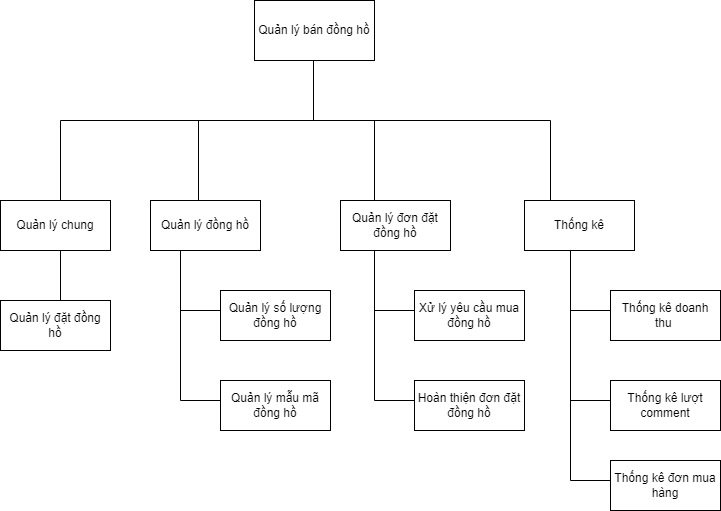 Quản lý bán đồng hồ
Quản lý chung
Quản lý đồng hồ
Quản lý đơn đặt
đồng hồ
Thống kê
Quản lý đặt đồng
hồ
Quản lý số lượng
đồng hồ
Xử lý yêu cầu mua
đồng hồ
Thống kê doanh
thu
Quản lý mẫu mã
đồng hồ
Hoàn thiện đơn đặt
đồng hồ
Thống kê lượt
comment
Thống kê đơn mua
hàng